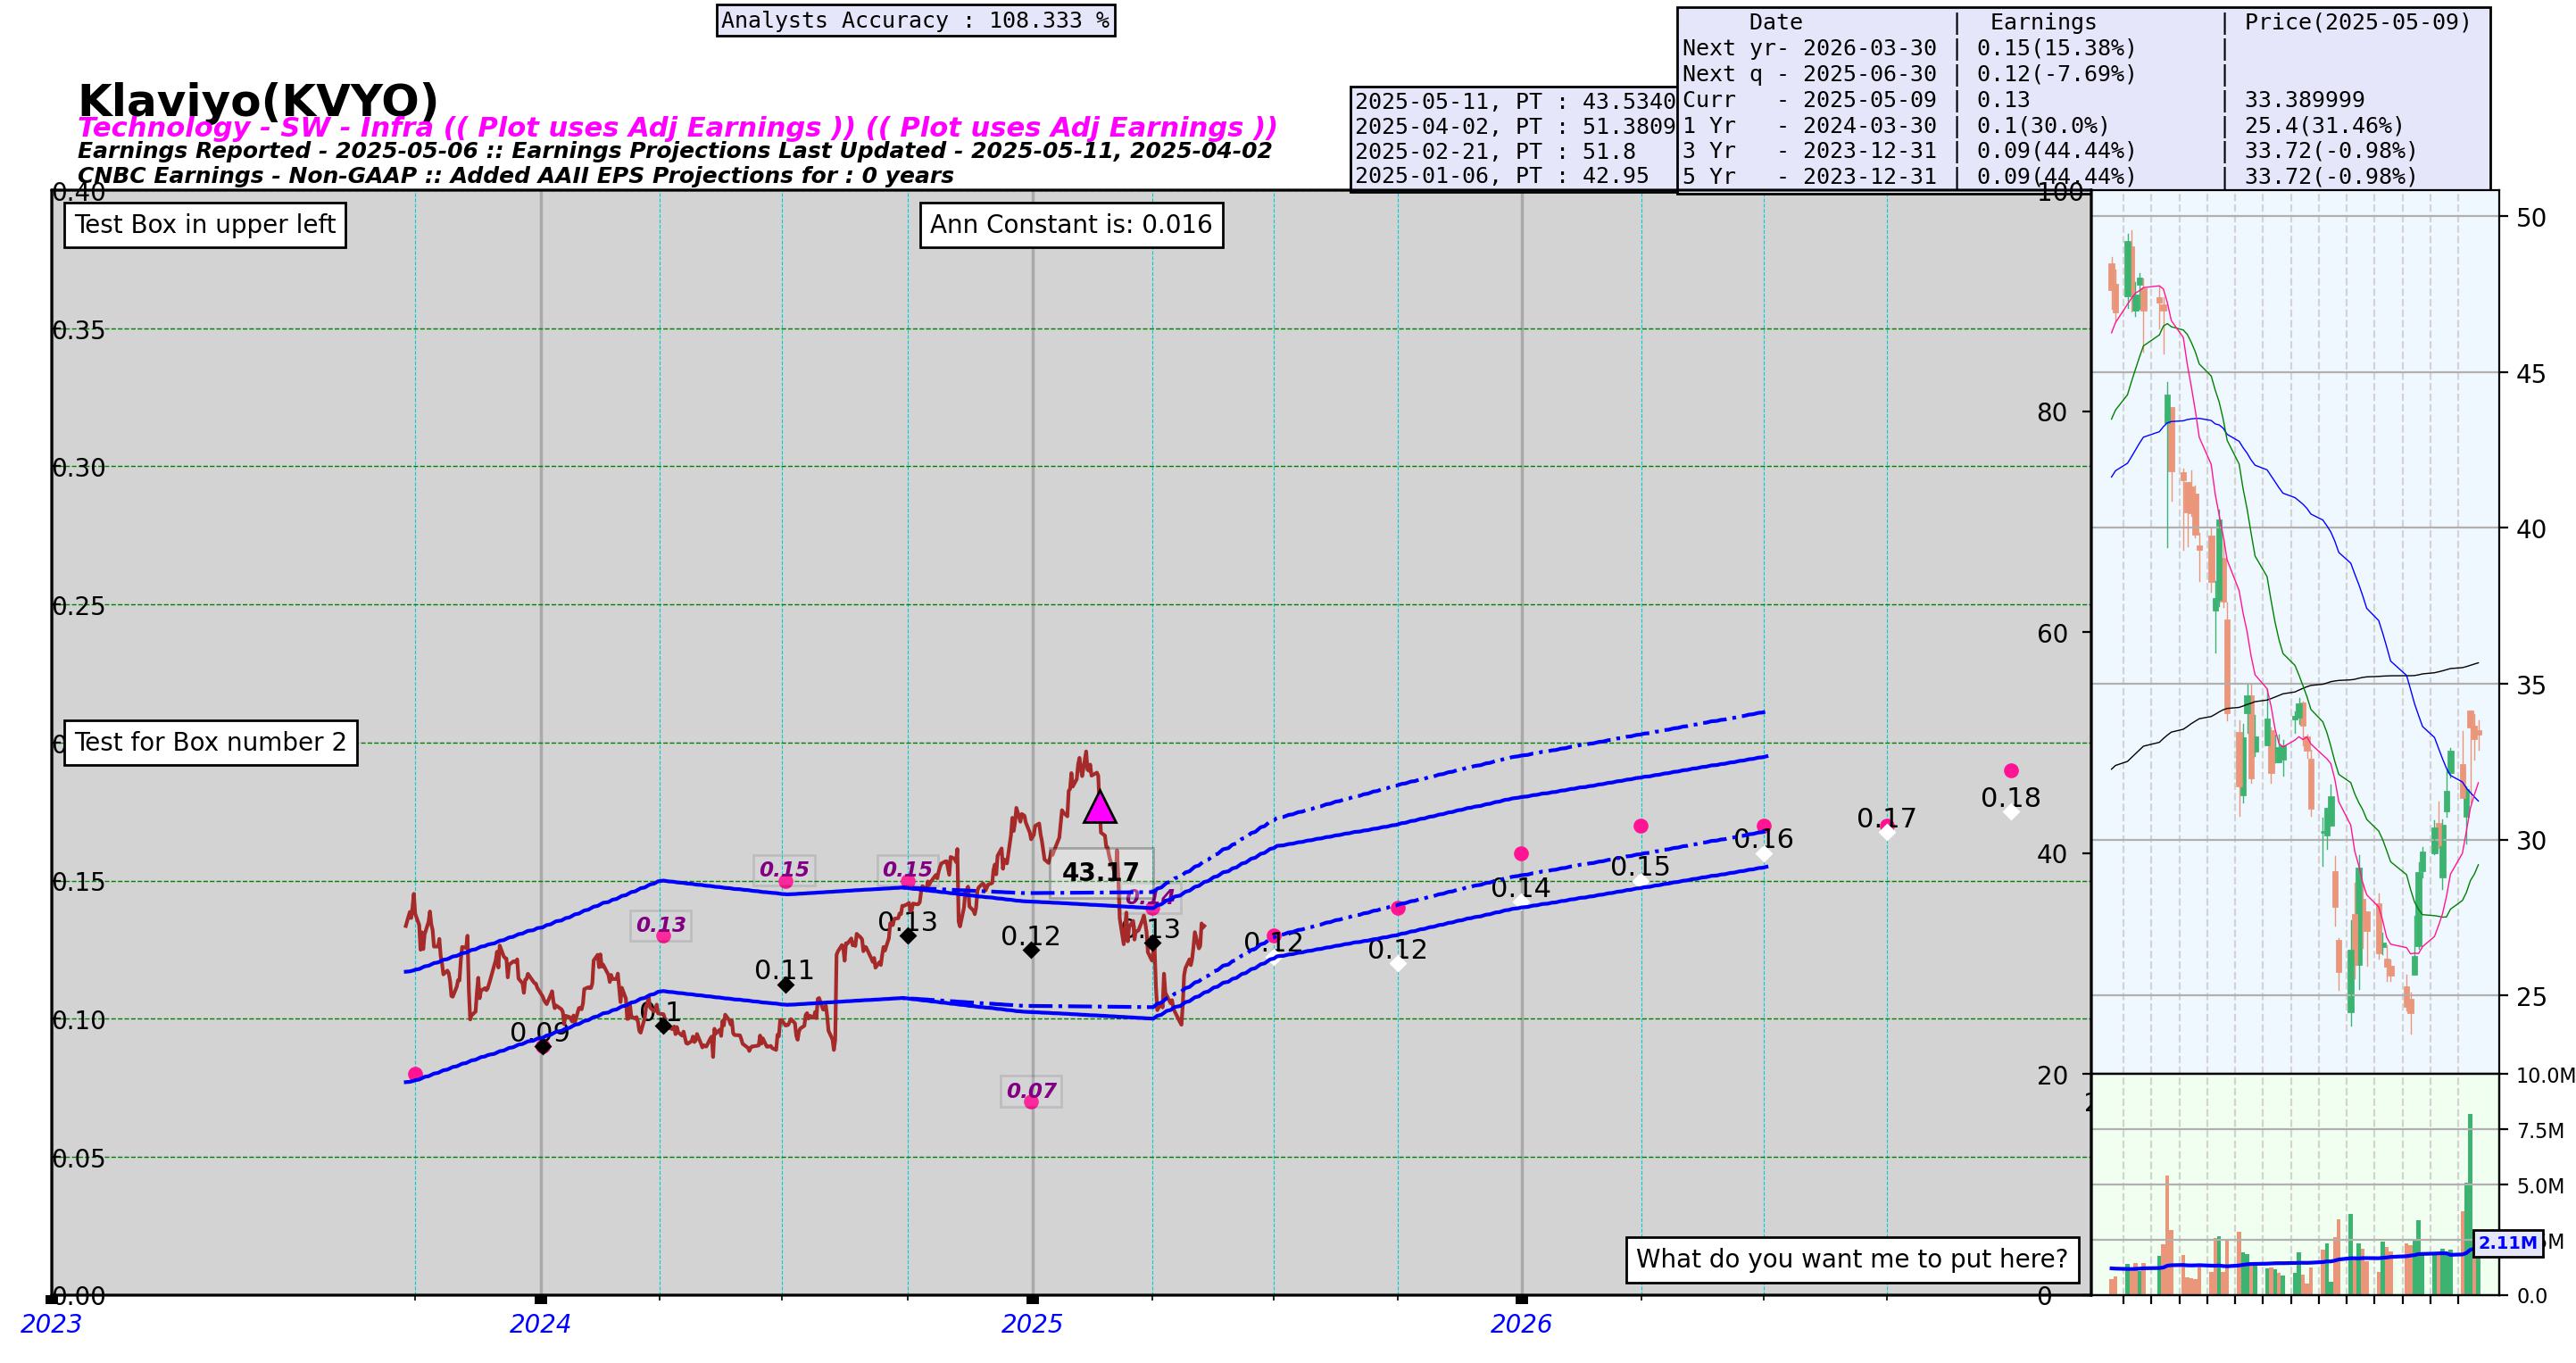 Analysts Accuracy : 108.333 %
Date | Earnings | Price(2025-05-09)
Next yr- 2026-03-30 | 0.15(15.38%) |
Next q - 2025-06-30 | 0.12(-7.69%) |
Curr - 2025-05-09 | 0.13 | 33.389999
1 Yr - 2024-03-30 | 0.1(30.0%) | 25.4(31.46%)
3 Yr - 2023-12-31 | 0.09(44.44%) | 33.72(-0.98%)
5 Yr - 2023-12-31 | 0.09(44.44%) | 33.72(-0.98%)
2025-05-11, PT : 43.5340
2025-04-02, PT : 51.3809
2025-02-21, PT : 51.8
2025-01-06, PT : 42.95
Klaviyo(KVYO)
Technology - SW - Infra (( Plot uses Adj Earnings )) (( Plot uses Adj Earnings ))
Earnings Reported - 2025-05-06 :: Earnings Projections Last Updated - 2025-05-11, 2025-04-02
CNBC Earnings - Non-GAAP :: Added AAII EPS Projections for : 0 years
Test Box in upper left
Ann Constant is: 0.016
Test for Box number 2
What do you want me to put here?
0.40
0.35
0.30
0.25
0.15
0.10
0.05
0.00
0.09
0.13
0.1
0.15
0.11
0.15
0.13
0.12
0.07
43.17
0.14
0.13
0.12
0.12
0.14
0.15
0.16
0.17
0.18
100
80
60
40
20
0
50
45
40
35
30
25
10.0M
7.5M
5.0M
2.11M
0.0
2023
2024
2025
2026